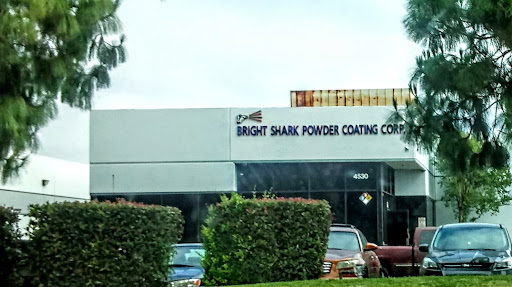 BRIGHT SHARK POWDER COATING CORP.
4530